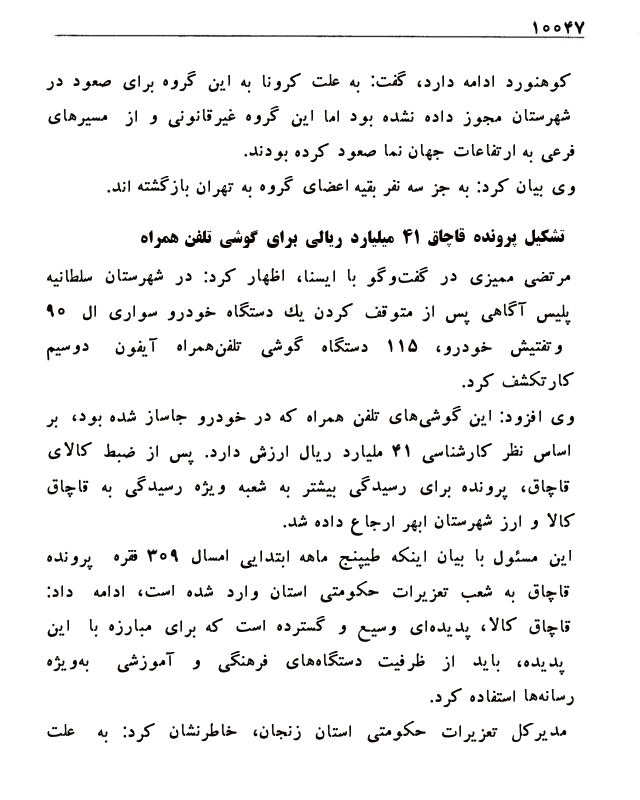 ۱۰۰۴۷
کوهنورد ادامه دارد، گفت: به علت کرونا به این گروه برای صعود در
شهرستان مجوز داده نشده بود اما این گروه غیرقانونی و از مسیرهای
فرعی به ارتفاعات جهان نما صعود کرده بودند.
وی بیان کرد: به جز سه نفر بقیه اعضای گروه به تهران بازگشته اند.
تشکیل پرونده قاچاق ۴۱ میلیارد ریالی برای گوشی تلفن همراه
مرتضی ممیزی در گفت‌وگو با ایسنا، اظهار کرد: در شهرستان سلطانیه
پلیس آگاهی پس از متوقف کردن یك دستگاه خودرو سواری ال ۹۰
وتفتیش خودرو، ۱۱۵ دستگاه گوشی تلفن‌همراه آیفون دوسیم
کارتکشف کرد.
وی افزود: این گوشی‌های تلفن همراه که در خودرو جاساز شده بود، بر
اساس نظر کارشناسی ۴۱ ملیارد ریال ارزش دارد. پس از ضبط کالای
قاچاق، پرونده برای رسیدگی بیشتر به شعبه ویژه رسیدگی به قاچاق
کالا و ارز شهرستان ابهر ارجاع داده شد.
این مسئول با بیان اینکه طیپنج ماهه ابتدایی امسال ۳۰۹ فقره پرونده
قاچاق به شعب تعزیرات حکومتی استان وارد شده است، ادامه داد:
قاچاق کالا، پدیده‌ای وسیع و گسترده است که برای مبارزه با این
پدیده، باید از ظرفیت دستگاه‌های فرهنگی و آموزشی به‌ویژه
رسانه‌ها استفاده کرد.
مدیرکل تعزیرات حکومتی استان زنجان، خاطرنشان کرد: به علت